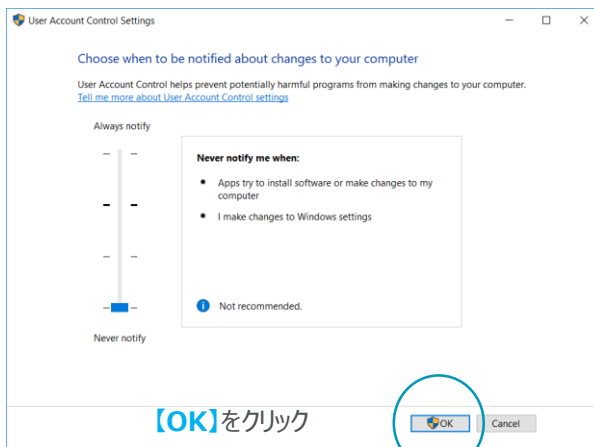 User Account Control Settings
Choose when to be notified about changes to your computer
User Account Control helps prevent potentially harmful programs from making changes to your computer.
Tell me more about User Account Control settings
Always notify
Never notify me when:
• Apps try to install software or make changes to my
computer
• I make changes to Windows settings
Not recommended.
Never notify
【OK】をクリック
OK
Cancel